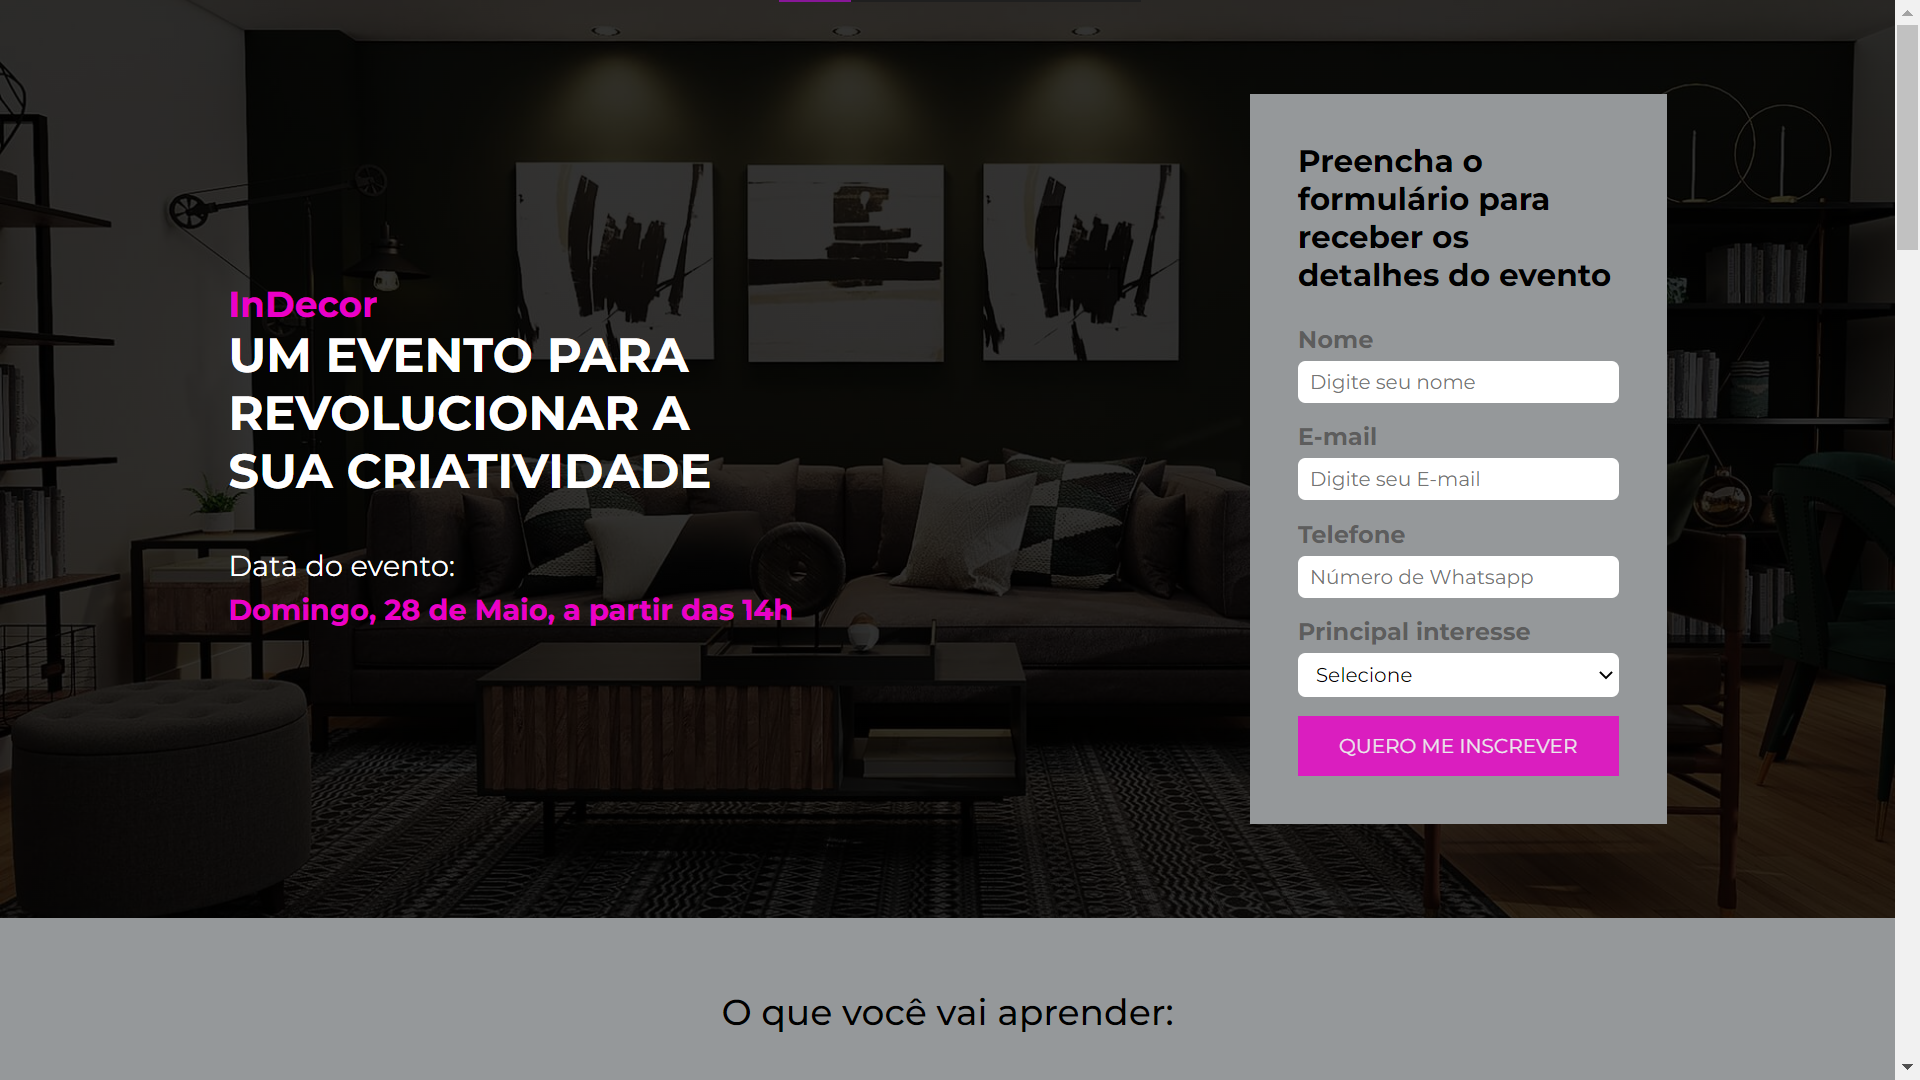 InDecor
UM EVENTO PARA
REVOLUCIONAR A
SUA CRIATIVIDADE
Data do evento:
Domingo, 28 de Maio, a partir das 14h
Preencha o
formulário para
receber os
detalhes do evento
Nome
Digite seu nome
E-mail
Digite seu E-mail
Telefone
Número de Whatsapp
Principal interesse
Selecione
QUERO ME INSCREVER
O que você vai aprender: